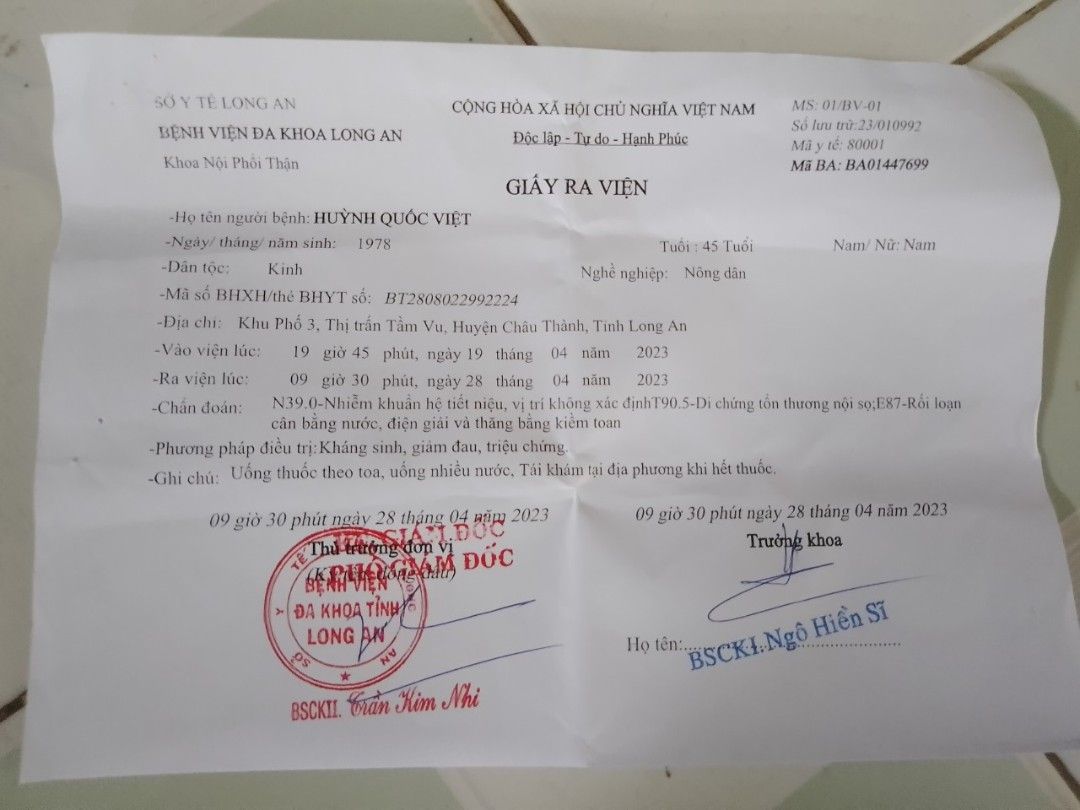 SỞ Y TẾ LONG AN
BỆNH VIỆN ĐA KHOA LONG AN
Khoa Nội Phổi Thận
CỘNG HÒA XÃ HỘI CHỦ NGHĨA VIỆT NAM
Độc lập - Tự do - Hạnh Phúc
MS: 01/BV-01
Số lưu trữ:23/010992
Mã y tế: 80001
Mã BA: BA01447699
GIẤY RA VIỆN
-Họ tên người bệnh: HUỲNH QUỐC VIỆT
-Ngày/ tháng/ năm sinh: 1978 Tuổi : 45 Tuổi Nam/ Nữ: Nam
-Dân tộc: Kinh Nghề nghiệp: Nông dân
-Mã số BHXH/thẻ BHYT số: BT2808022992224
-Địa chỉ: Khu Phố 3, Thị trấn Tầm Vu, Huyện Châu Thành, Tỉnh Long An
-Vào viện lúc: 19 giờ 45 phút, ngày 19 tháng 04 năm 2023
-Ra viện lúc: 09 giờ 30 phút, ngày 28 tháng 04 năm 2023
-Chẩn đoán: N39.0-Nhiễm khuẩn hệ tiết niệu, vị trí không xác địnhT90.5-Di chứng tổn thương nội sọ;E87-Rối loạn
cân bằng nước, điện giải và thăng bằng kiềm toan
-Phương pháp điều trị:Kháng sinh, giảm đau, triệu chứng.
-Ghi chú: Uống thuốc theo toa, uống nhiều nước, Tái khám tại địa phương khi hết thuốc.
09 giờ 30 phút ngày 28 tháng 04 năm 2023
Thủ trưởng đơn vị
GIÁM ĐỐC
PHÓ GIÁM ĐỐC
BỆNH VIỆN
ĐA KHOA TỈNH
LONG AN
BSCKII. Trần Kim Nhi
09 giờ 30 phút ngày 28 tháng 04 năm 2023
Trưởng khoa
Họ tên:
BSCKI. Ngô Hiền Sĩ